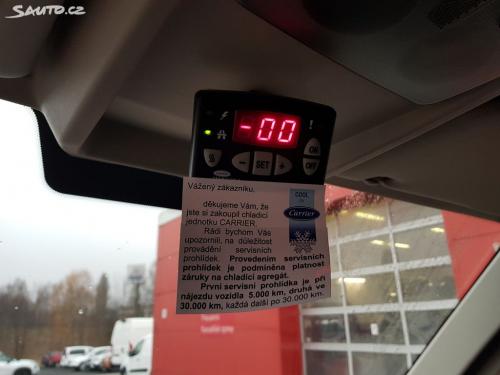 SAUTO.CZ
-00
!
ON
S
−
SET
+
OFF
Vážený zákazníku,
děkujeme Vám, že
jste si zakoupil chladící
jednotku CARRIER.
Rádi bychom Vás
upozornili, na důležitost
provádění servisních
prohlídek. Provedením servisních
prohlídek je podmíněna platnost
záruky na chladící agregát.
První servisní prohlídka je při
nájezdu vozidla 5.000 km, druhá ve
30.000 km, každá další po 30.000 km.
COOL
Carrier